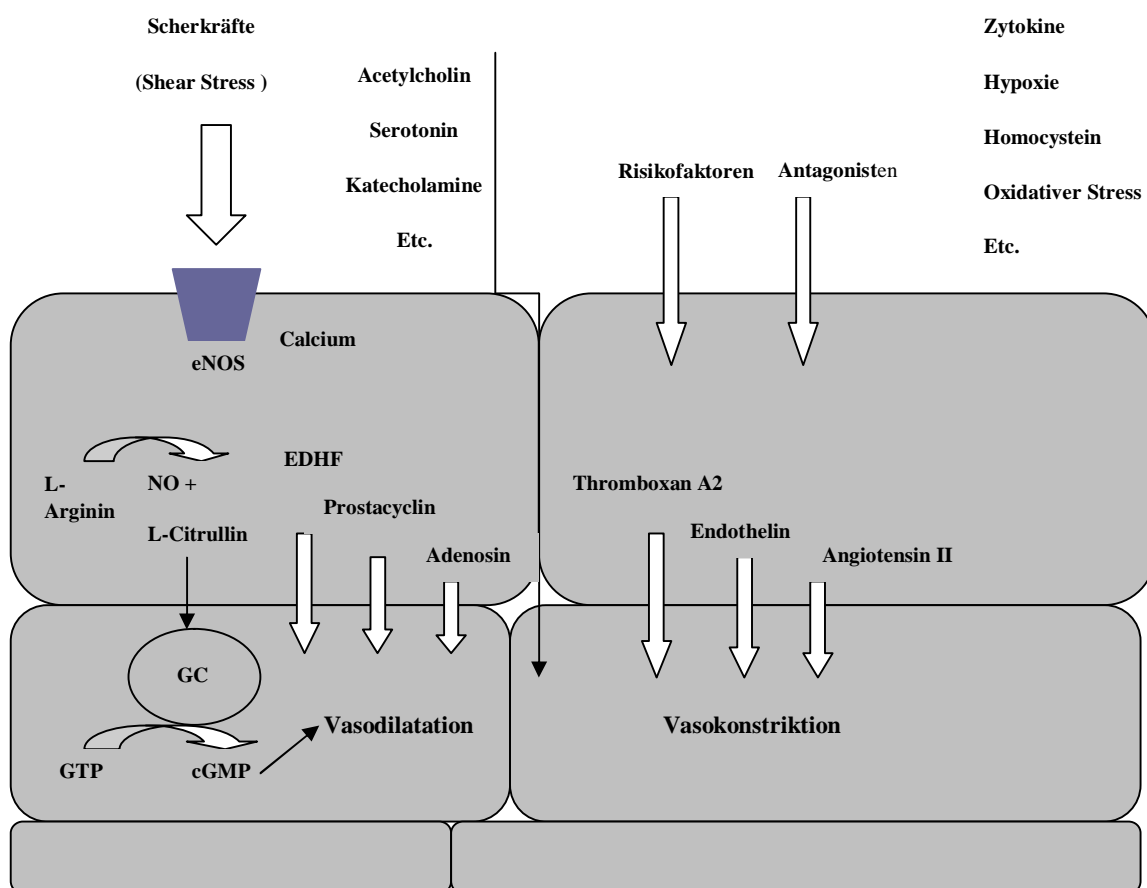 Scherkräfte
(Shear Stress )
Acetylcholin
Serotonin
Katecholamine
Etc.
Risikofaktoren
Antagonisten
Zytokine
Hypoxie
Homocystein
Oxidativer Stress
Etc.
Calcium
eNOS
EDHF
L-
Arginin
NO +
L-Citrullin
Prostacyclin
Adenosin
Thromboxan A2
Endothelin
Angiotensin II
GC
GTP
cGMP
Vasodilatation
Vasokonstriktion